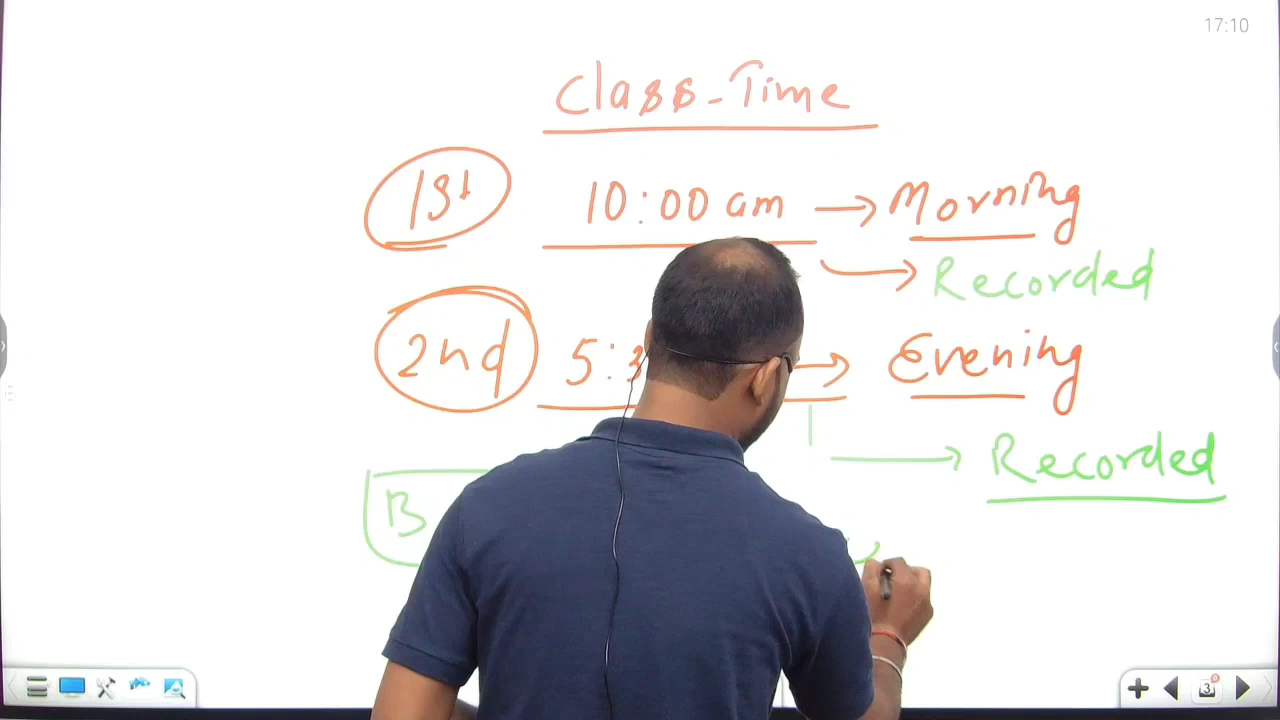 17:10
Class-Time
1st 10:00 am → Morning
→ Recorded
2nd → Evening
→ Recorded